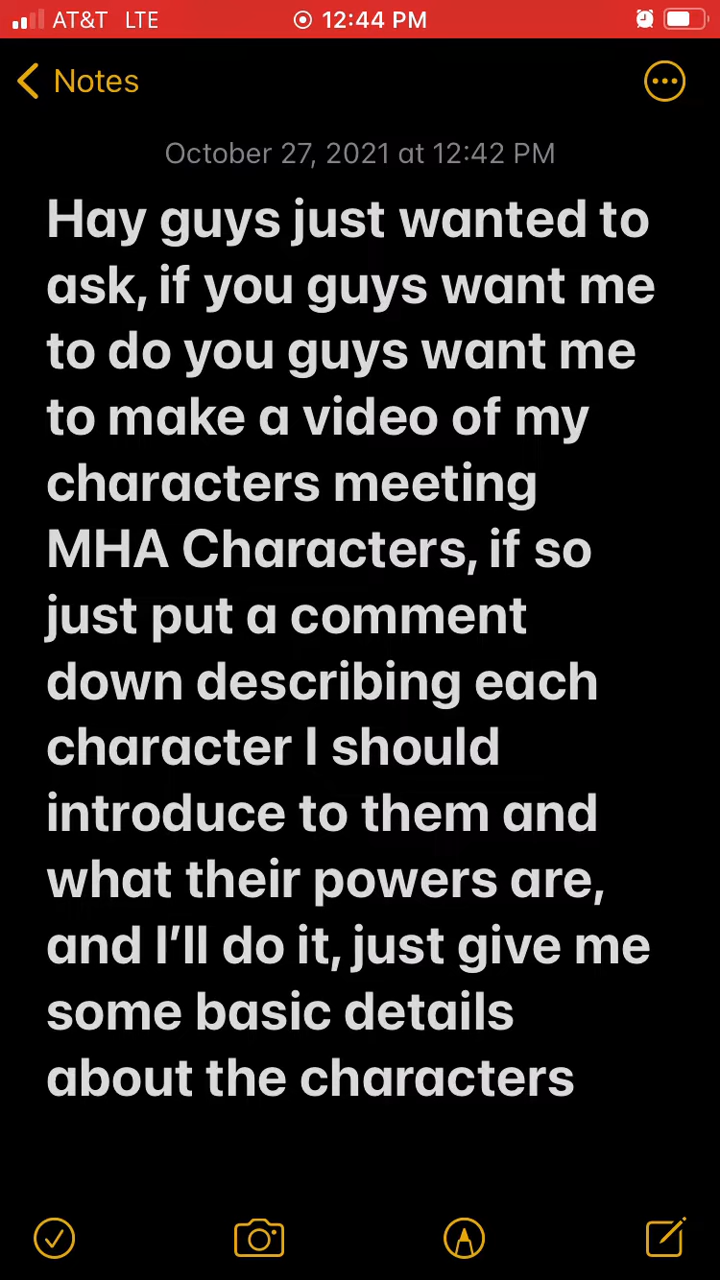 AT&T LTE 12:44 PM
Notes
October 27, 2021 at 12:42 PM
Hay guys just wanted to
ask, if you guys want me
to do you guys want me
to make a video of my
characters meeting
MHA Characters, if so
just put a comment
down describing each
character I should
introduce to them and
what their powers are,
and I’ll do it, just give me
some basic details
about the characters